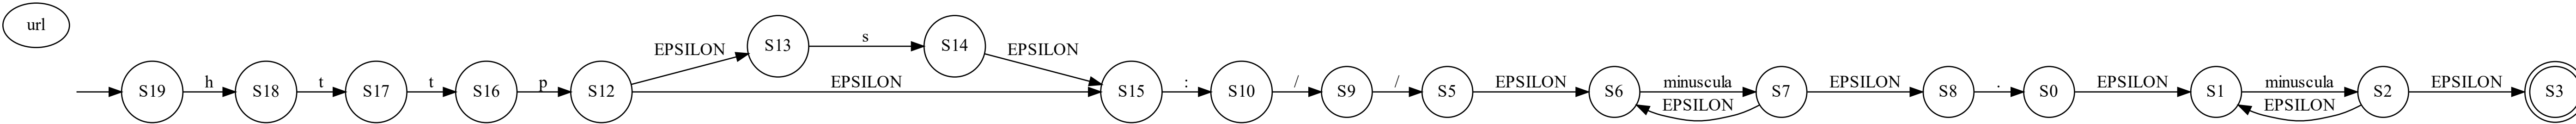 url
S19 h S18 t S17 t S16 p S12 EPSILON S13 s S14 EPSILON
EPSILON S15 : S10 / S9 / S5 EPSILON S6 minuscula S7 EPSILON S8 . S0 EPSILON S1 minuscula S2 EPSILON S3
EPSILON EPSILON